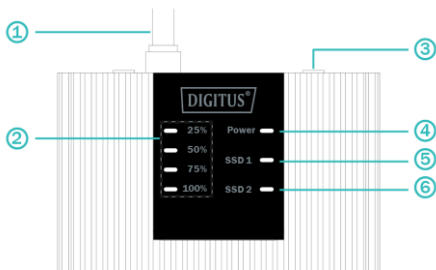 ①
③
DIGITUS®
②
25% Power ④
50%
SSD 1 ⑤
75%
100% SSD 2 ⑥